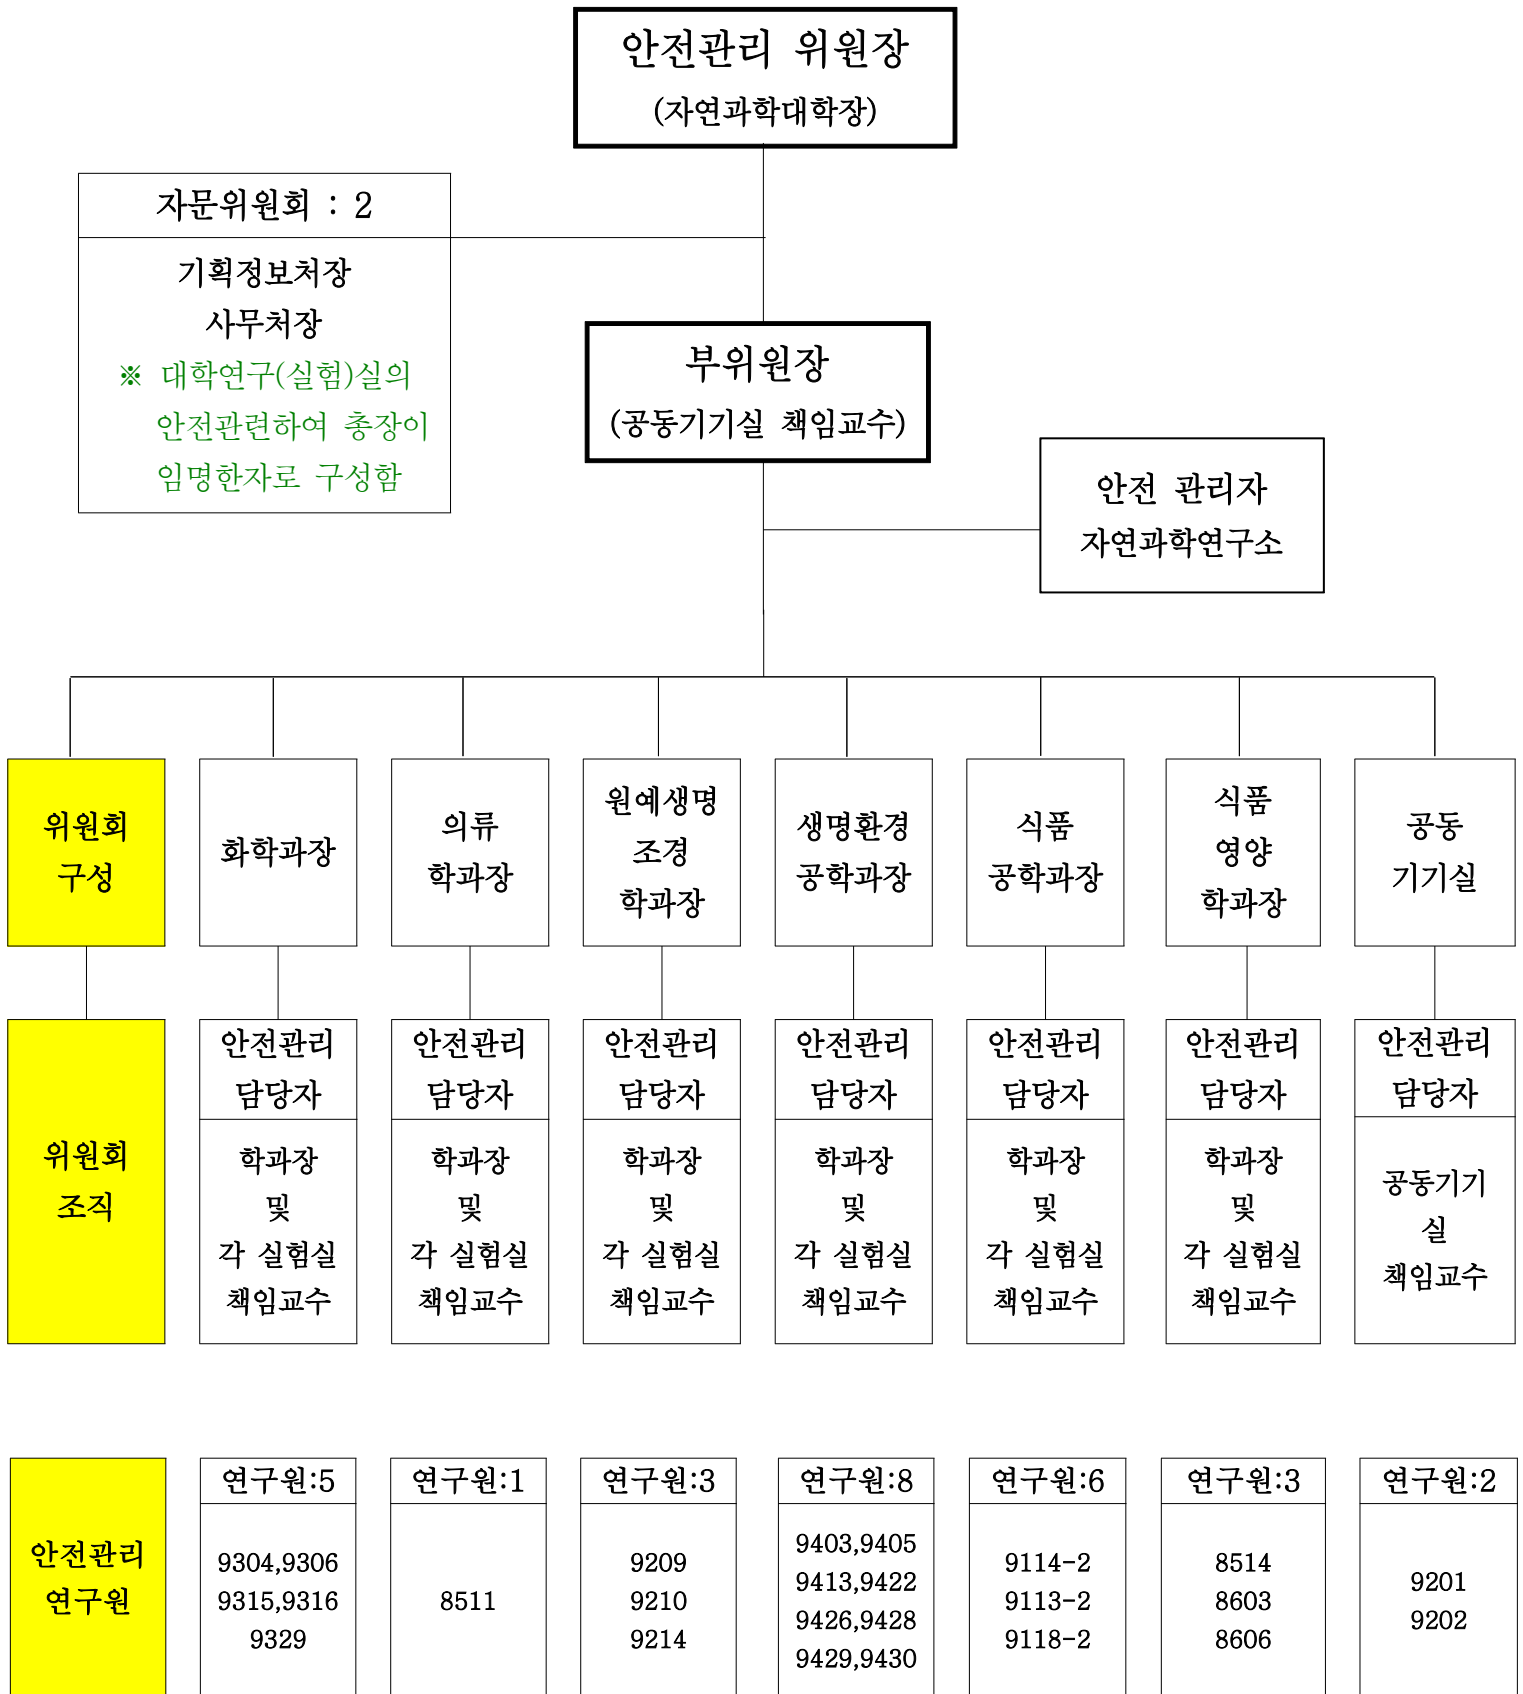 안전관리 위원장
(자연과학대학장)
자문위원회 : 2
기획정보처장
사무처장
※ 대학연구(실험)실의
안전관련하여 총장이
임명한자로 구성함
부위원장
(공동기기실 책임교수)
안전 관리자
자연과학연구소
위원회
구성
화학과장
의류
학과장
원예생명
조경
학과장
생명환경
공학과장
식품
공학과장
식품
영양
학과장
공동
기기실
위원회
조직
안전관리
담당자
학과장
및
각 실험실
책임교수
안전관리
담당자
학과장
및
각 실험실
책임교수
안전관리
담당자
학과장
및
각 실험실
책임교수
안전관리
담당자
학과장
및
각 실험실
책임교수
안전관리
담당자
학과장
및
각 실험실
책임교수
안전관리
담당자
학과장
및
각 실험실
책임교수
안전관리
담당자
공동기기
실
책임교수
안전관리
연구원
연구원:5
9304,9306
9315,9316
9329
연구원:1
8511
연구원:3
9209
9210
9214
연구원:8
9403,9405
9413,9422
9426,9428
9429,9430
연구원:6
9114-2
9113-2
9118-2
연구원:3
8514
8603
8606
연구원:2
9201
9202